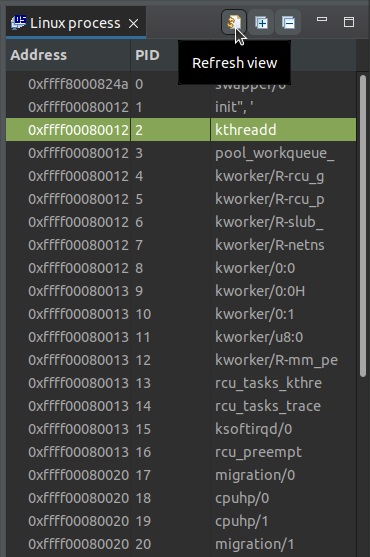 Linux process
Address PID
Refresh view
0xffff8000824a 0 swapper/0
0xffff00080012 1 init", '
0xffff00080012 2 kthreadd
0xffff00080012 3 pool_workqueue_
0xffff00080012 4 kworker/R-rcu_g
0xffff00080012 5 kworker/R-rcu_p
0xffff00080012 6 kworker/R-slub_
0xffff00080012 7 kworker/R-netns
0xffff00080012 8 kworker/0:0
0xffff00080013 9 kworker/0:0H
0xffff00080013 10 kworker/0:1
0xffff00080013 11 kworker/u8:0
0xffff00080013 12 kworker/R-mm_pe
0xffff00080013 13 rcu_tasks_kthre
0xffff00080013 14 rcu_tasks_trace
0xffff00080013 15 ksoftirqd/0
0xffff00080013 16 rcu_preempt
0xffff00080020 17 migration/0
0xffff00080020 18 cpuhp/0
0xffff00080020 19 cpuhp/1
0xffff00080020 20 migration/1